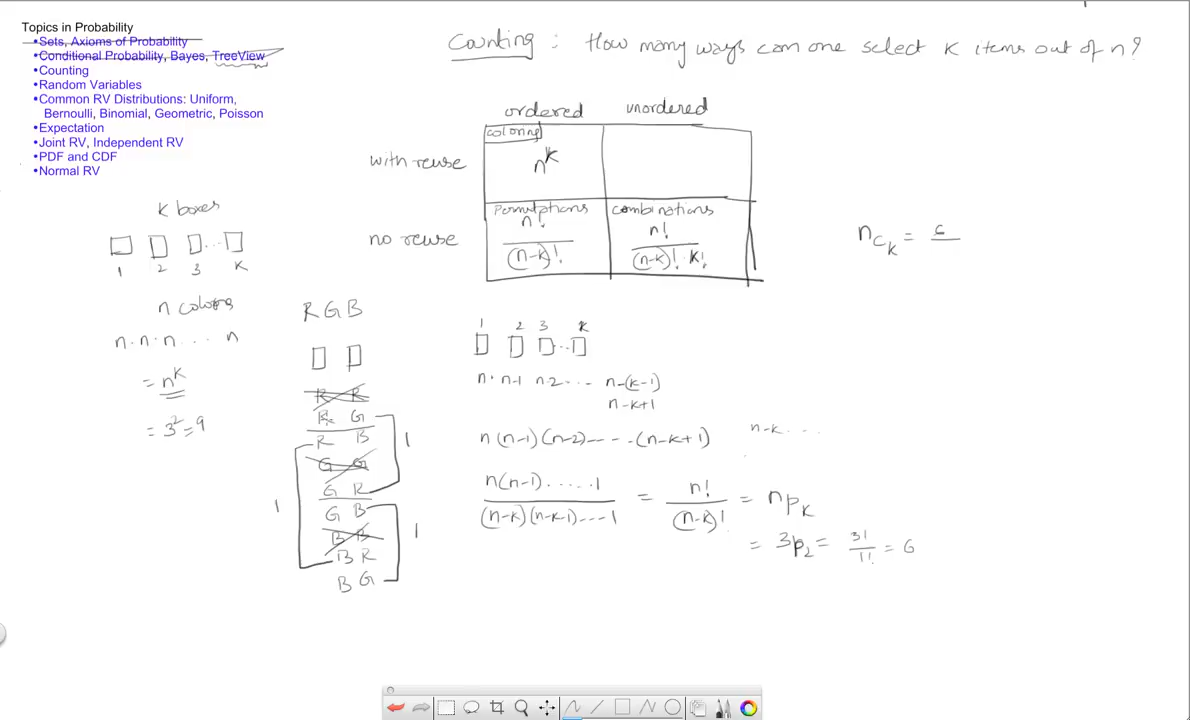 Topics in Probability
•Sets, Axioms of Probability
•Conditional Probability, Bayes, TreeView
•Counting
•Random Variables
•Common RV Distributions: Uniform,
Bernoulli, Binomial, Geometric, Poisson
•Expectation
•Joint RV, Independent RV
•PDF and CDF
•Normal RV
Counting : How many ways can one select k items out of n?
ordered unordered
coloring
with reuse n^k
Permutations combinations
no reuse n!/(n-k)! n!/(n-k)!·k!
nCk = 6
k boxes
1 2 3 ... k
n colors
n·n·n.... n
= n^k
= 3^2 = 9
R G B
R R
R G
R B
G G
G R
G B
B B
B R
B G
1
1
1
1 2 3 ... k
n · n-1 n-2 .... n-(k-1)
n-k+1
n(n-1)(n-2)-----(n-k+1) n-k....
n(n-1)......1/(n-k)(n-k-1)---1 = n!/(n-k)! = nPk
= 3P2 = 3!/1! = 6